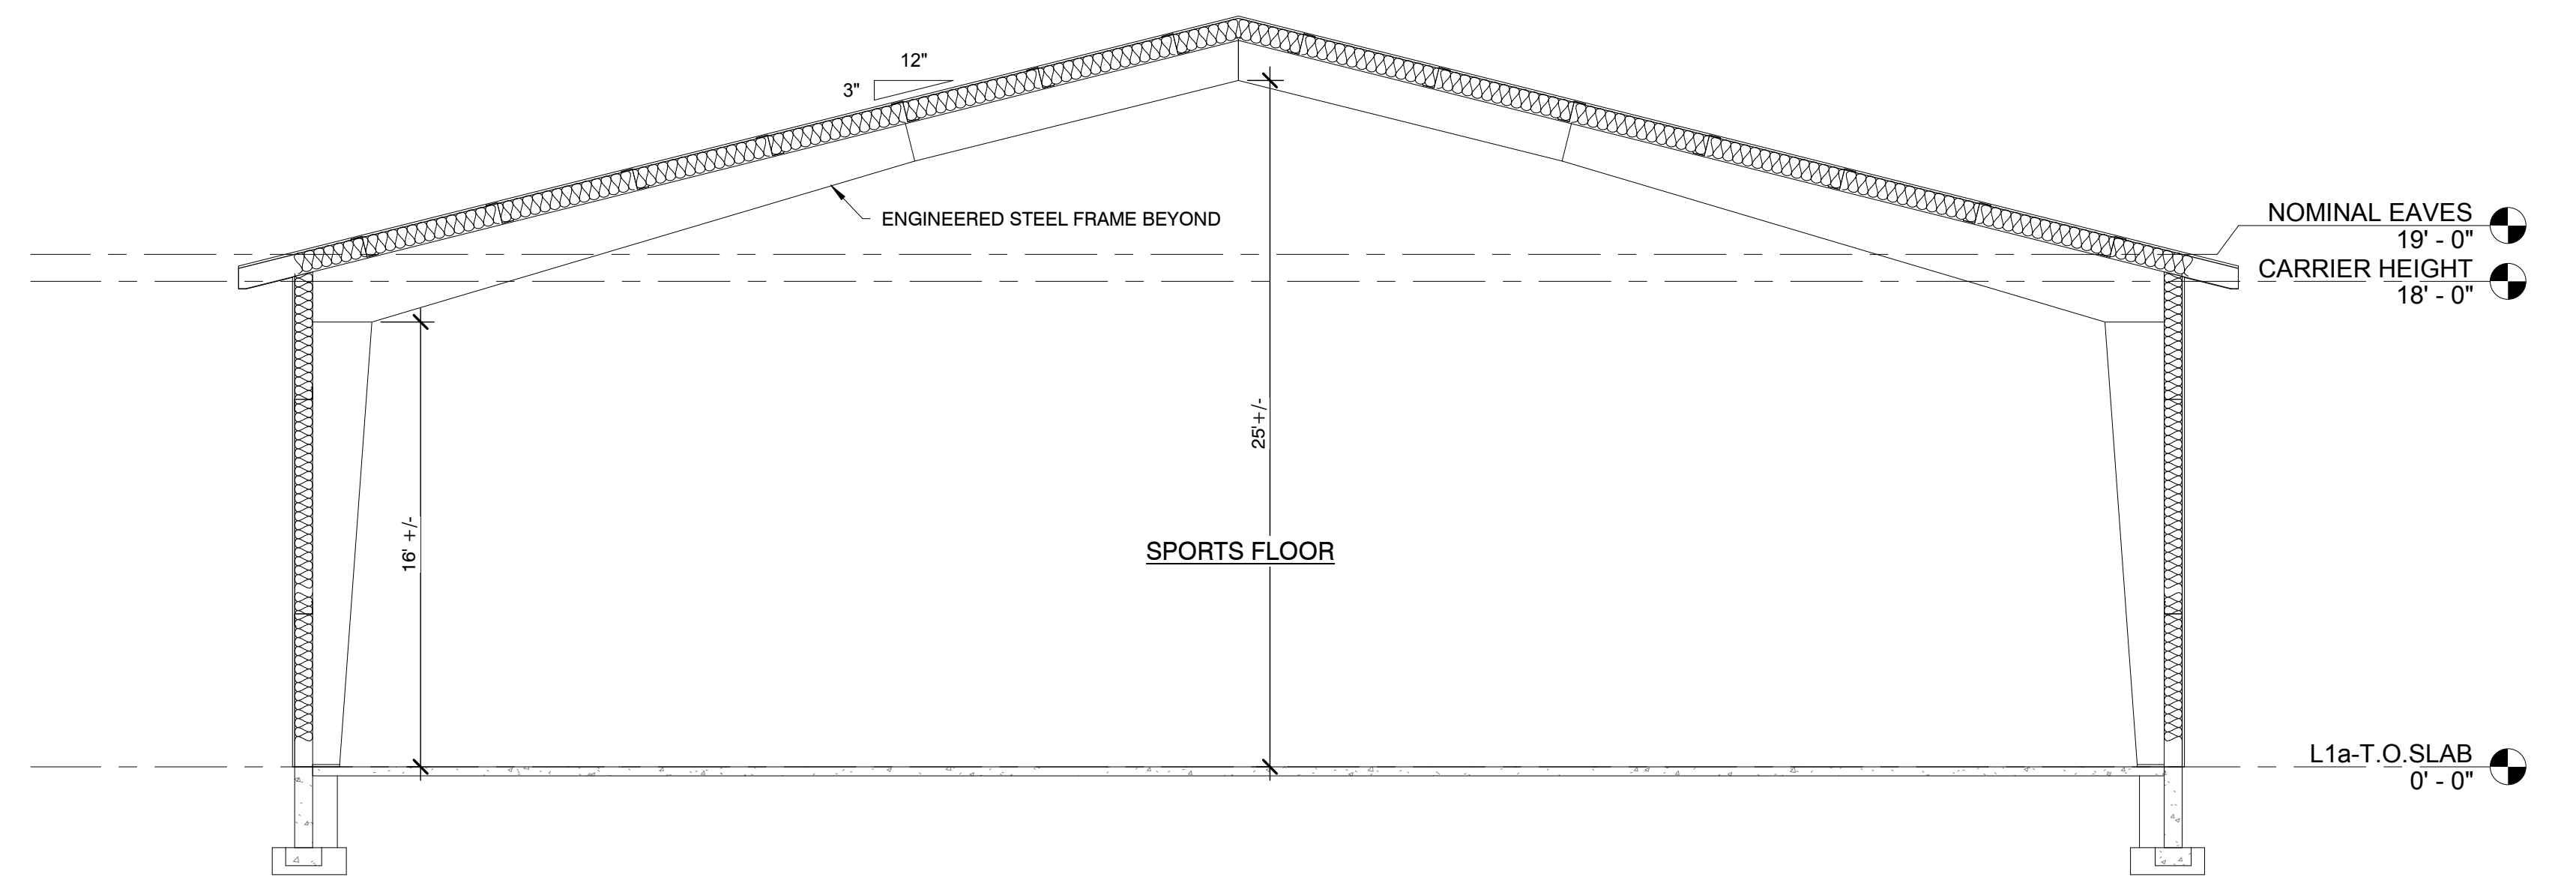 12"
3"
ENGINEERED STEEL FRAME BEYOND
NOMINAL EAVES
19' - 0"
CARRIER HEIGHT
18' - 0"
25'+/-
16' +/-
SPORTS FLOOR
L1a-T.O.SLAB
0' - 0"